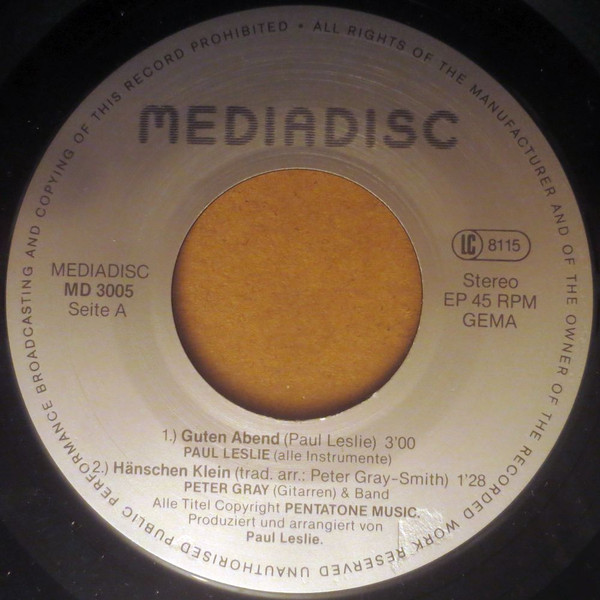 ALL RIGHTS OF THE MANUFACTURER AND OF THE OWNER OF THE RECORDED WORK RESERVED UNAUTHORISED PUBLIC PERFORMANCE BROADCASTING AND COPYING OF THIS RECORD PROHIBITED •
MEDIADISC
LC 8115
MEDIADISC
MD 3005
Seite A
Stereo
EP 45 RPM
GEMA
1.) Guten Abend (Paul Leslie) 3'00
PAUL LESLIE (alle Instrumente)
2.) Hänschen Klein (trad. arr.: Peter Gray-Smith) 1'28
PETER GRAY (Gitarren) & Band
Alle Titel Copyright PENTATONE MUSIC.
Produziert und arrangiert von
Paul Leslie.